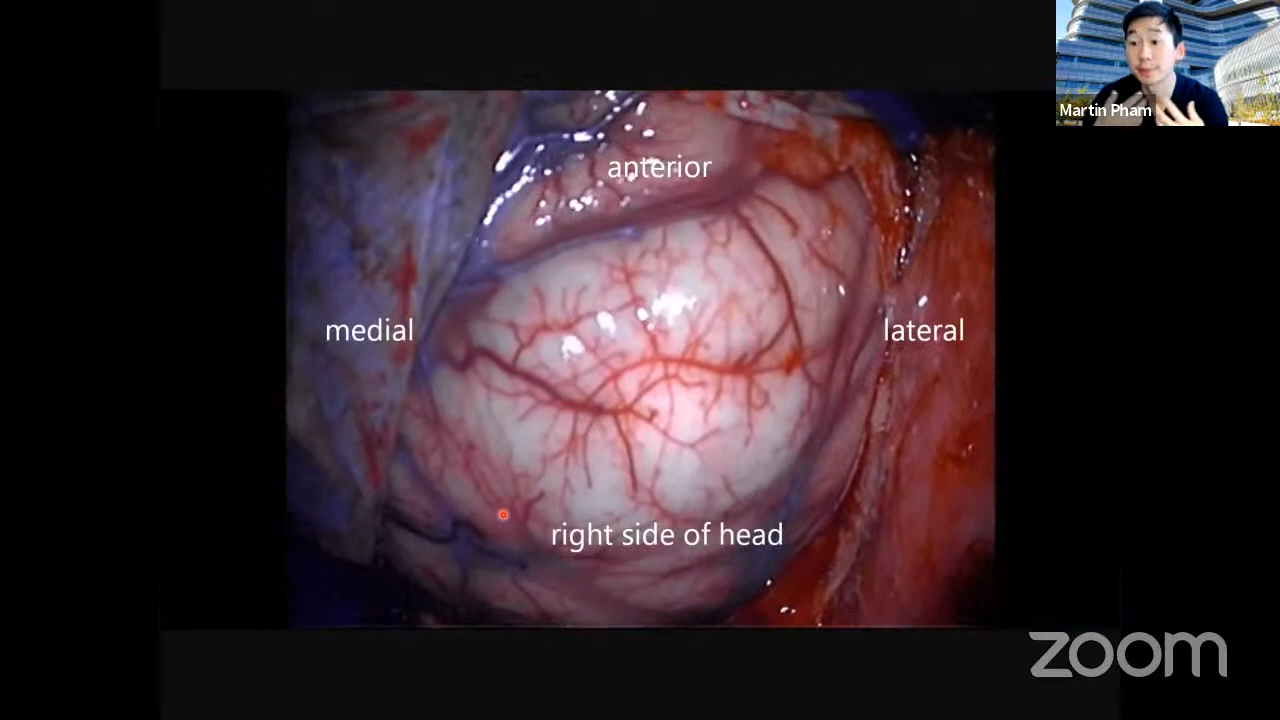 Martin Pham
anterior
medial
lateral
right side of head
zoom